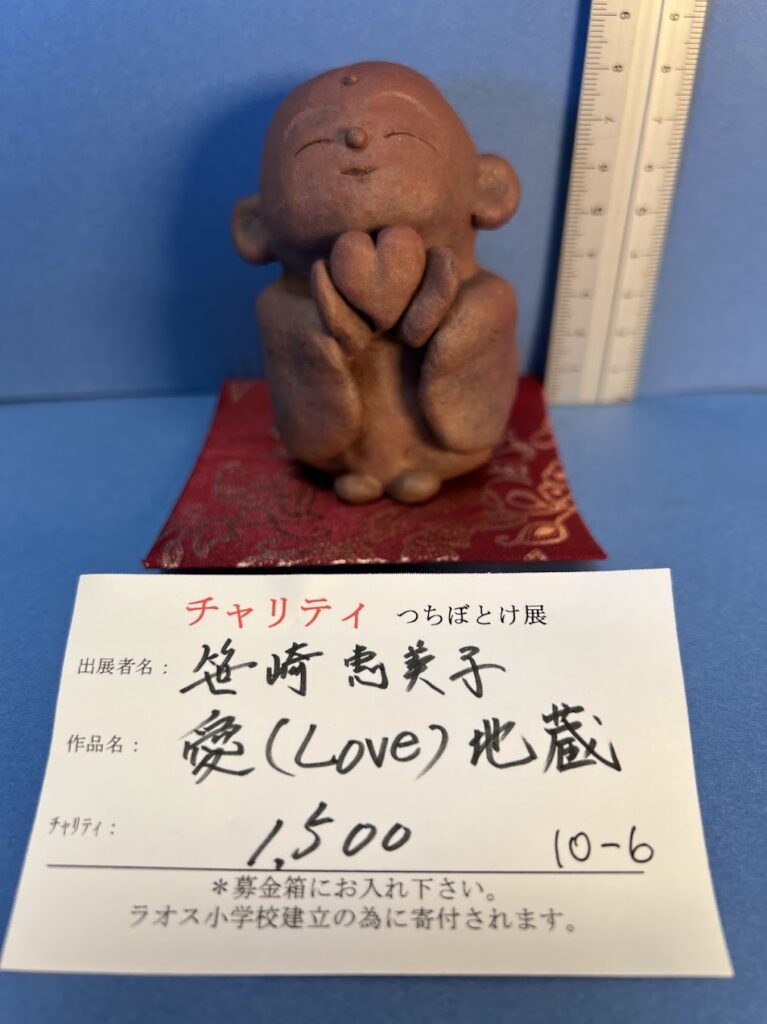 チャリティ つちぼとけ展
出展者名： 笹崎 恵美子
作品名： 愛(Love)地蔵
チャリティ： 1,500 10-6
＊募金箱にお入れ下さい。
ラオス小学校建立の為に寄付されます。